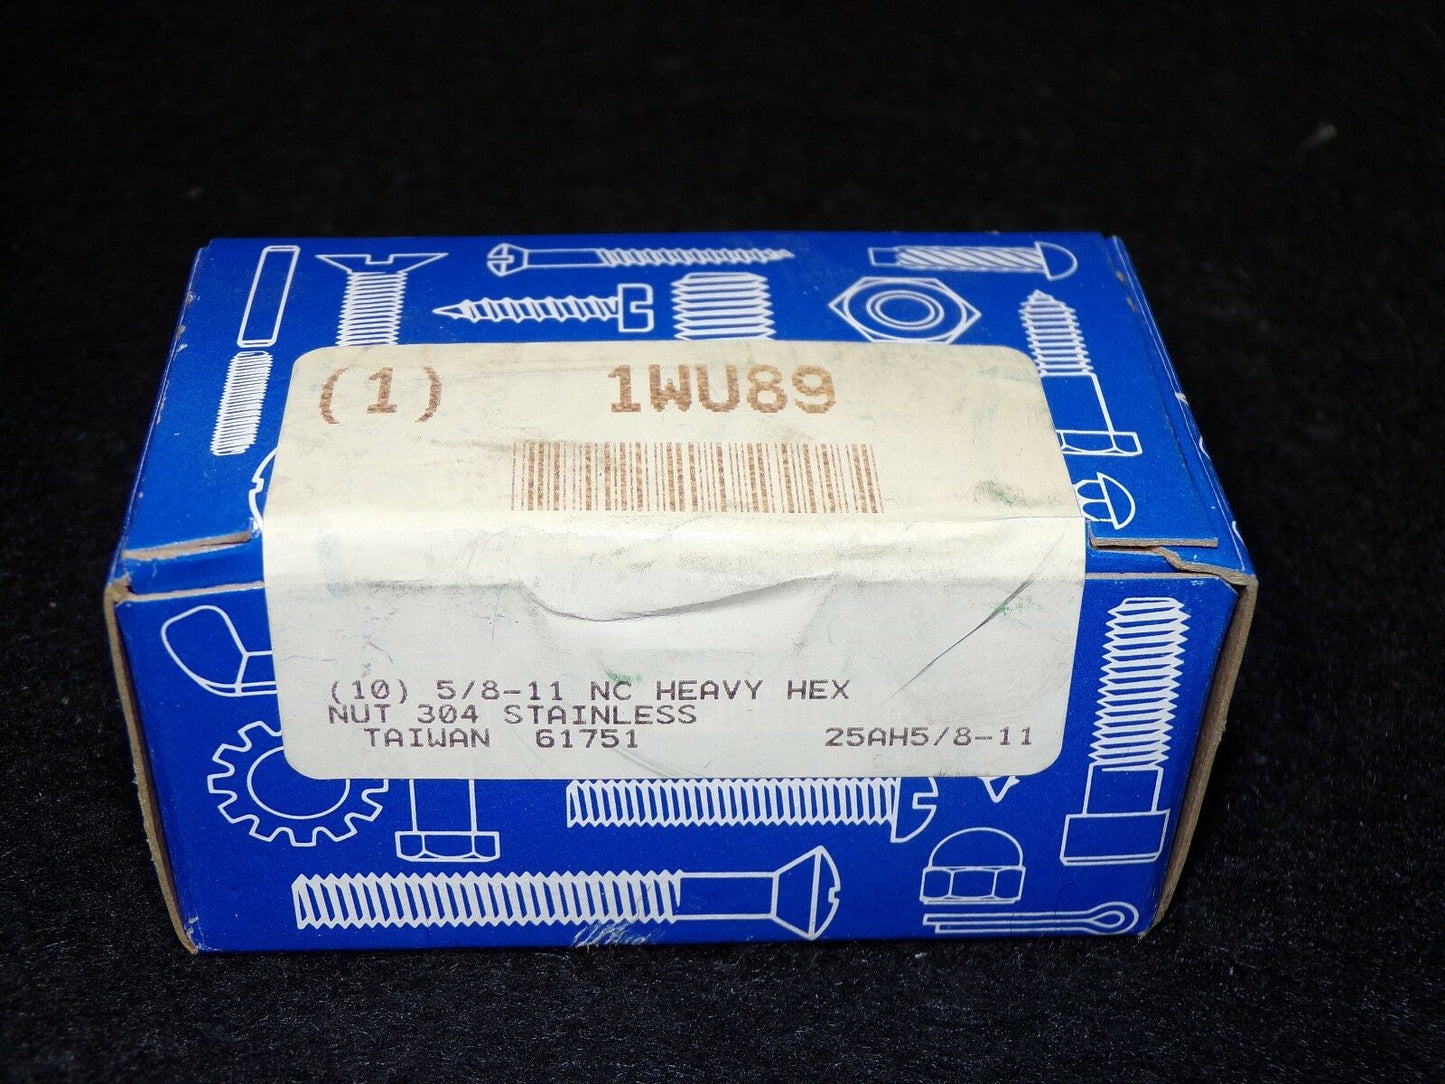 (1) 1WU89
(10) 5/8-11 NC HEAVY HEX
NUT 304 STAINLESS
TAIWAN 61751 25AH5/8-11